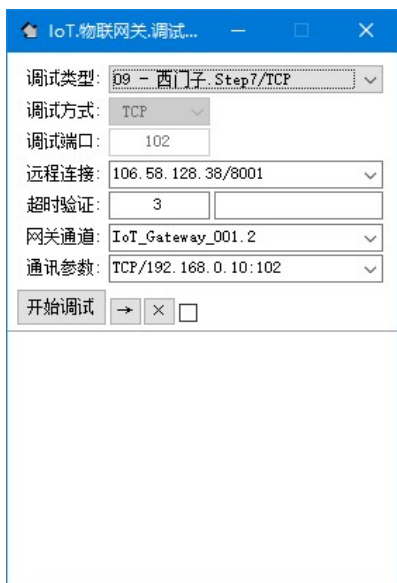 IoT.物联网关.调试...
调试类型: 09 - 西门子.Step7/TCP
调试方式: TCP
调试端口: 102
远程连接: 106.58.128.38/8001
超时验证: 3
网关通道: IoT_Gateway_001.2
通讯参数: TCP/192.168.0.10:102
开始调试 → ×